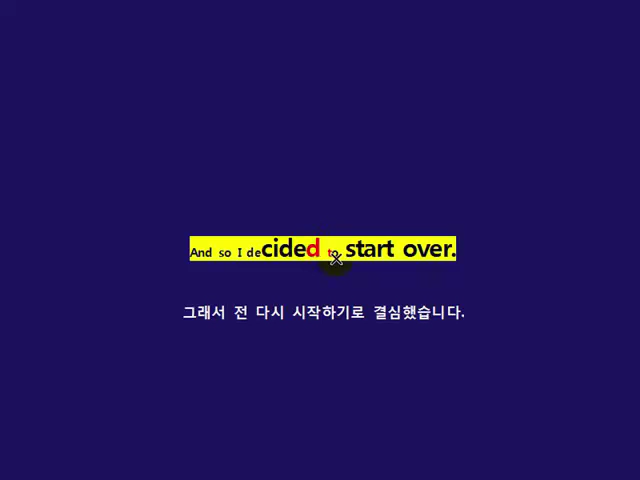 And so I decided to start over.
그래서 전 다시 시작하기로 결심했습니다.